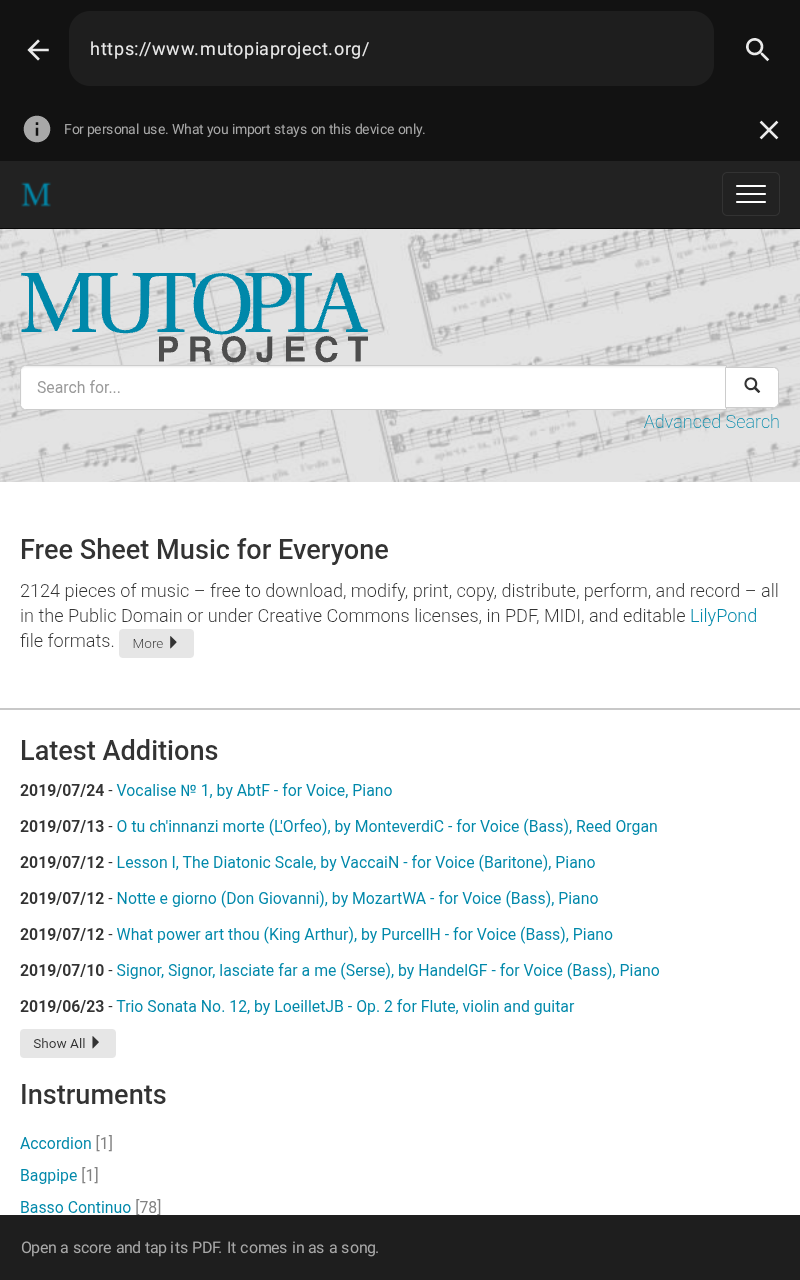 https://www.mutopiaproject.org/
For personal use. What you import stays on this device only.
M
MUTOPIA
PROJECT
Search for...
Advanced Search
Free Sheet Music for Everyone
2124 pieces of music – free to download, modify, print, copy, distribute, perform, and record – all
in the Public Domain or under Creative Commons licenses, in PDF, MIDI, and editable LilyPond
file formats. More
Latest Additions
2019/07/24 - Vocalise № 1, by AbtF - for Voice, Piano
2019/07/13 - O tu ch'innanzi morte (L'Orfeo), by MonteverdiC - for Voice (Bass), Reed Organ
2019/07/12 - Lesson I, The Diatonic Scale, by VaccaiN - for Voice (Baritone), Piano
2019/07/12 - Notte e giorno (Don Giovanni), by MozartWA - for Voice (Bass), Piano
2019/07/12 - What power art thou (King Arthur), by PurcellH - for Voice (Bass), Piano
2019/07/10 - Signor, Signor, lasciate far a me (Serse), by HandelGF - for Voice (Bass), Piano
2019/06/23 - Trio Sonata No. 12, by LoeilletJB - Op. 2 for Flute, violin and guitar
Show All
Instruments
Accordion [1]
Bagpipe [1]
Basso Continuo [78]
Open a score and tap its PDF. It comes in as a song.